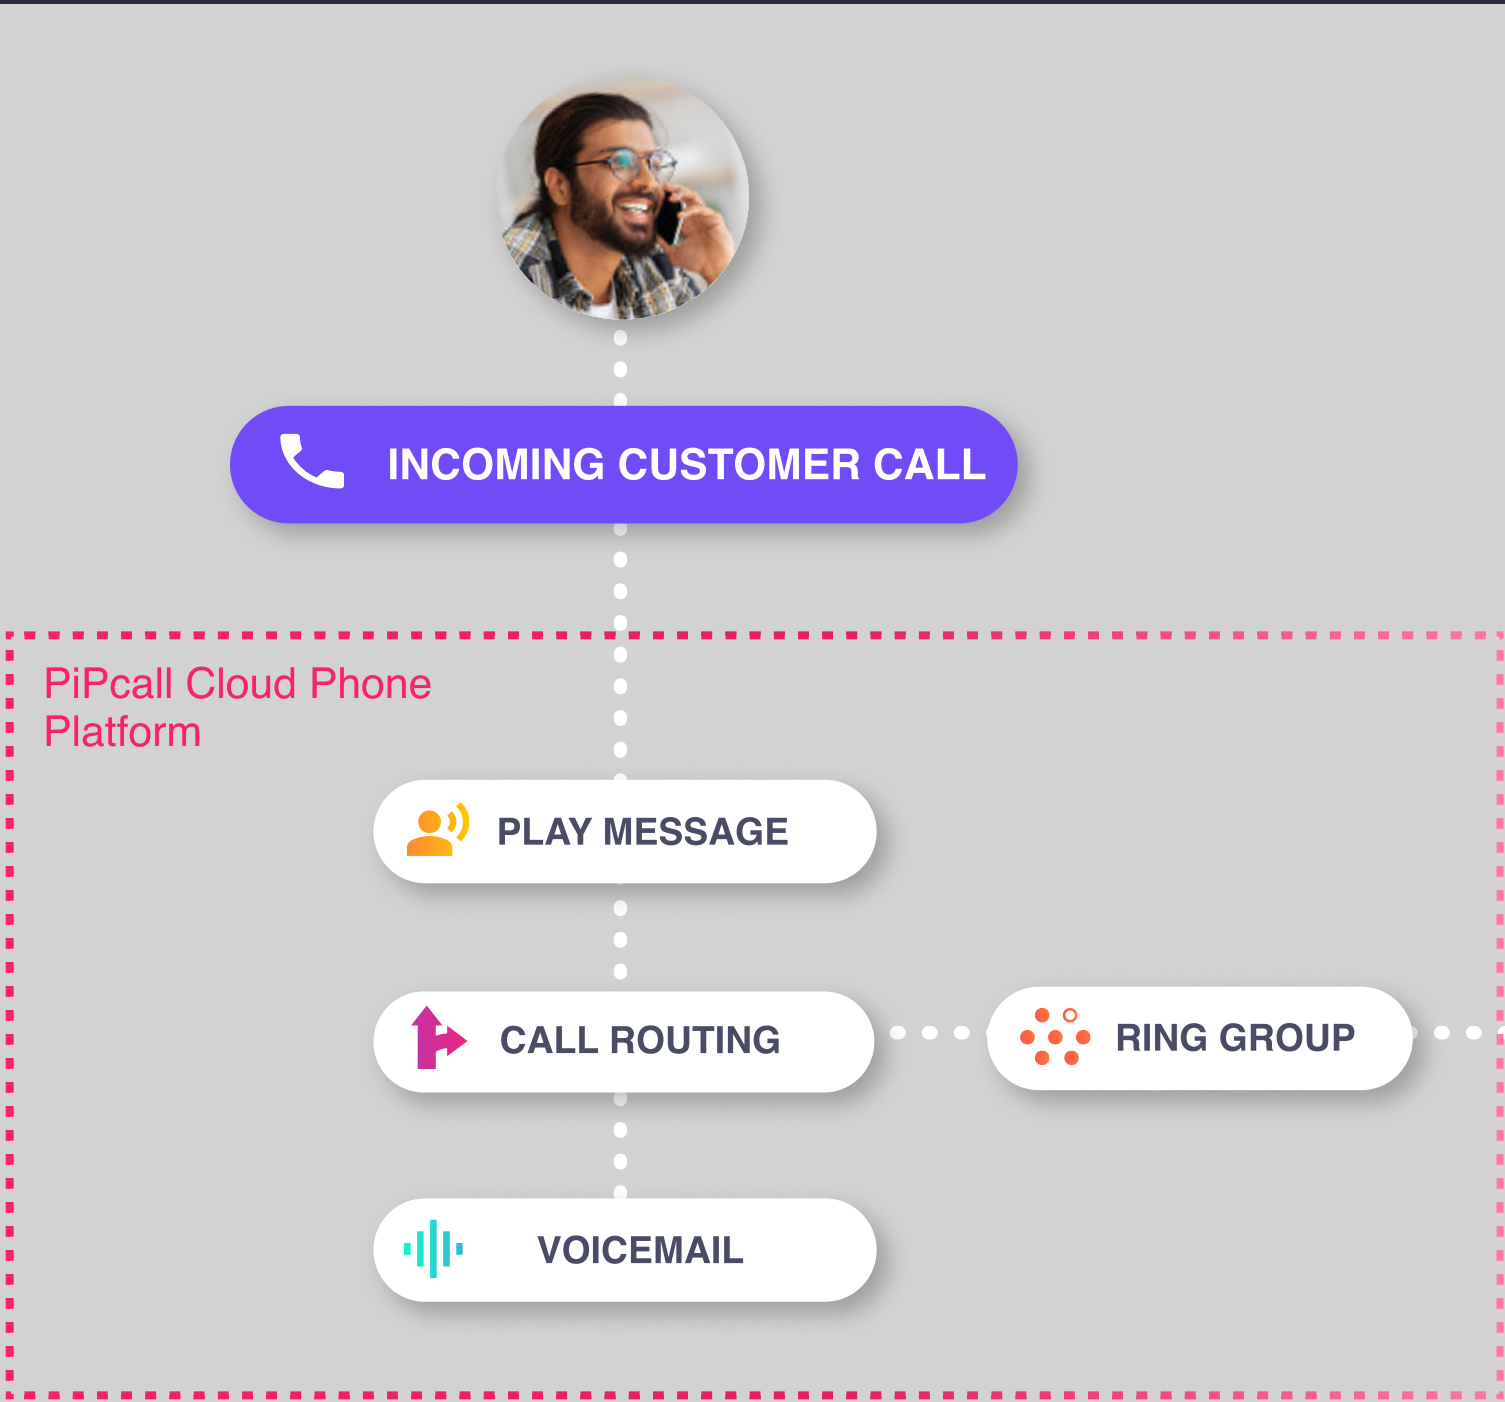 INCOMING CUSTOMER CALL
PiPcall Cloud Phone
Platform
PLAY MESSAGE
CALL ROUTING
RING GROUP
VOICEMAIL